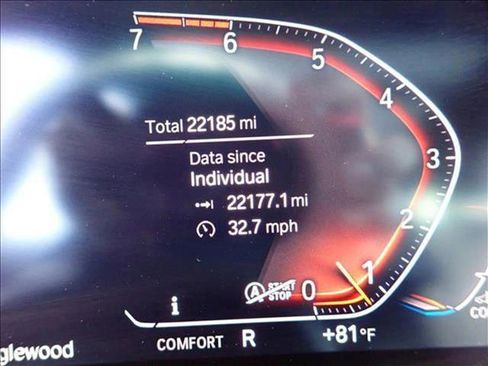 7 6 5 4 3 2 1 0
Total 22185 mi
Data since
Individual
22177.1 mi
32.7 mph
A START
STOP
i
COMFORT R +81°F